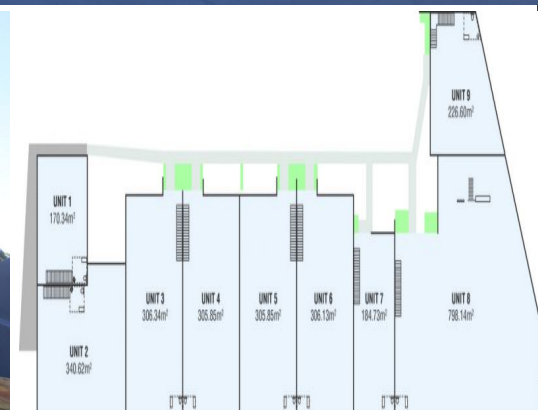 UNIT 9
226.60m²
UNIT 1
170.34m²
UNIT 2
340.62m²
UNIT 3
306.34m²
UNIT 4
305.85m²
UNIT 5
305.85m²
UNIT 6
306.13m²
UNIT 7
184.73m²
UNIT 8
798.14m²